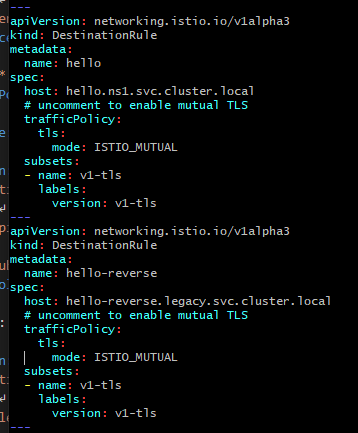 ---
apiVersion: networking.istio.io/v1alpha3
kind: DestinationRule
metadata:
  name: hello
spec:
  host: hello.ns1.svc.cluster.local
  # uncomment to enable mutual TLS
  trafficPolicy:
    tls:
      mode: ISTIO_MUTUAL
  subsets:
  - name: v1-tls
    labels:
      version: v1-tls
---
apiVersion: networking.istio.io/v1alpha3
kind: DestinationRule
metadata:
  name: hello-reverse
spec:
  host: hello-reverse.legacy.svc.cluster.local
  # uncomment to enable mutual TLS
  trafficPolicy:
    tls:
      mode: ISTIO_MUTUAL
  subsets:
  - name: v1-tls
    labels:
      version: v1-tls
---